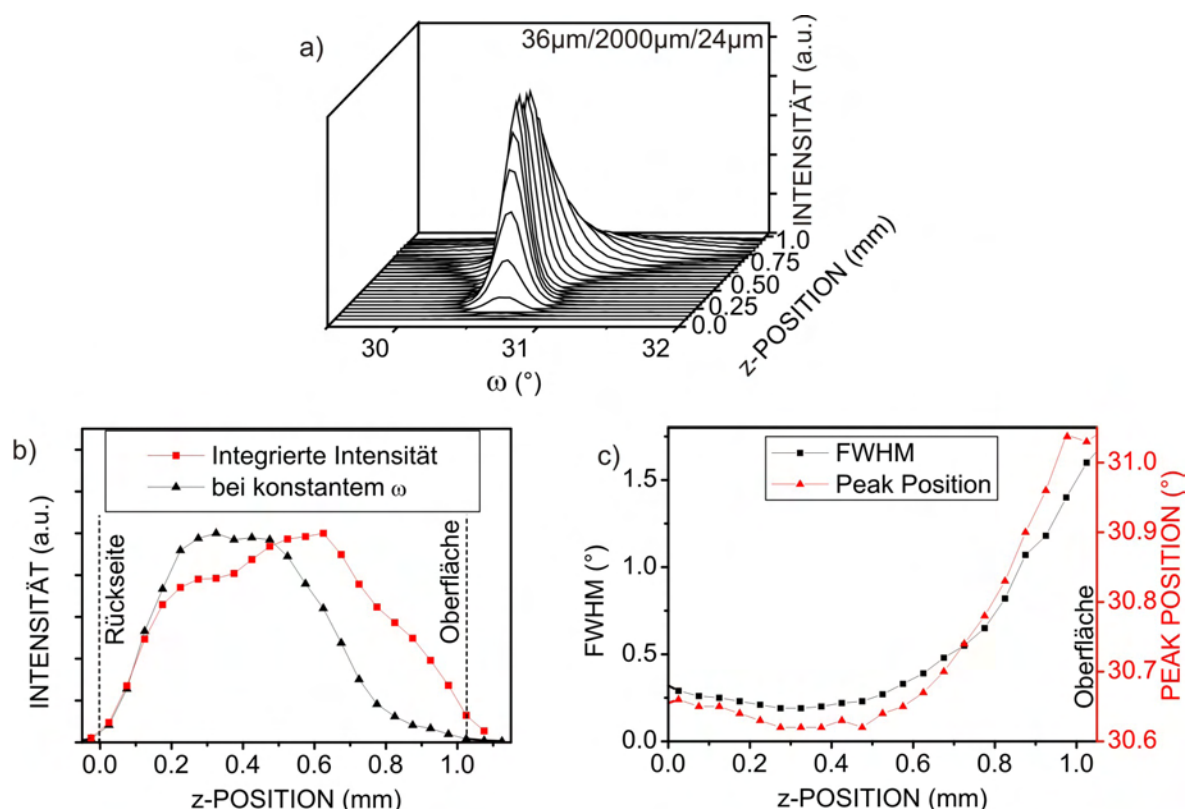 a)
36µm/2000µm/24µm
INTENSITÄT (a.u.)
1.0
0.75
0.50
0.25
0.0
z-POSITION (mm)
30
31
32
ω (°)
b)
Integrierte Intensität
bei konstantem ω
Rückseite
Oberfläche
INTENSITÄT (a.u.)
0.0 0.2 0.4 0.6 0.8 1.0
z-POSITION (mm)
c)
FWHM
Peak Position
1.5
1.0
0.5
0.0
FWHM (°)
31.0
30.9
30.8
30.7
30.6
PEAK POSITION (°)
Oberfläche
0.0 0.2 0.4 0.6 0.8 1.0
z-POSITION (mm)